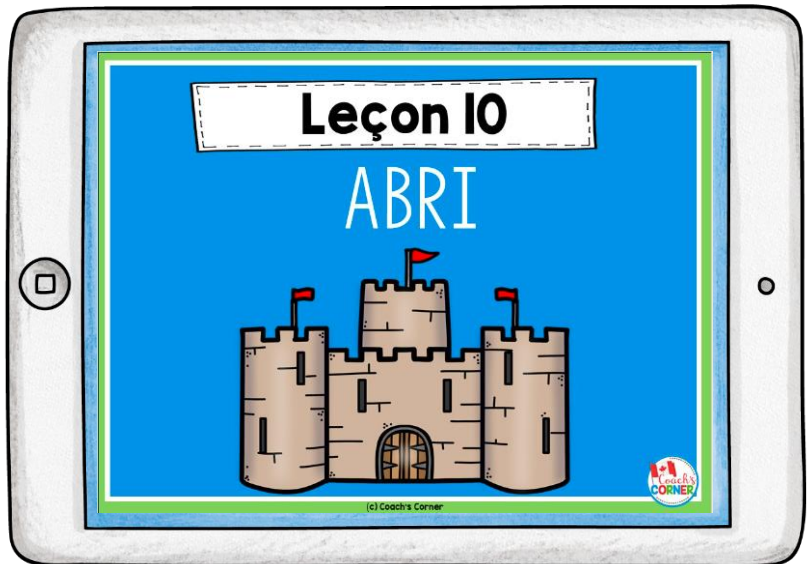 Leçon 10
ABRI
Coach's
CORNER
(c) Coach's Corner